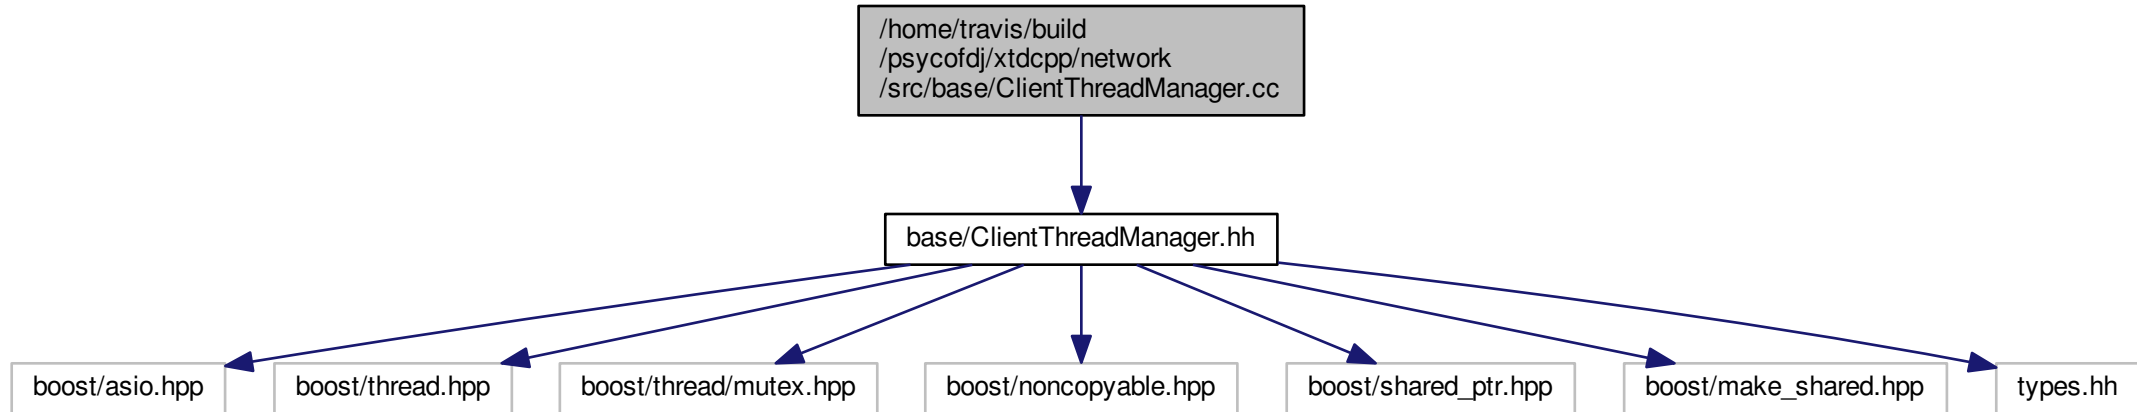 /home/travis/build
/psycofdj/xtdcpp/network
/src/base/ClientThreadManager.cc
base/ClientThreadManager.hh
boost/asio.hpp
boost/thread.hpp
boost/thread/mutex.hpp
boost/noncopyable.hpp
boost/shared_ptr.hpp
boost/make_shared.hpp
types.hh